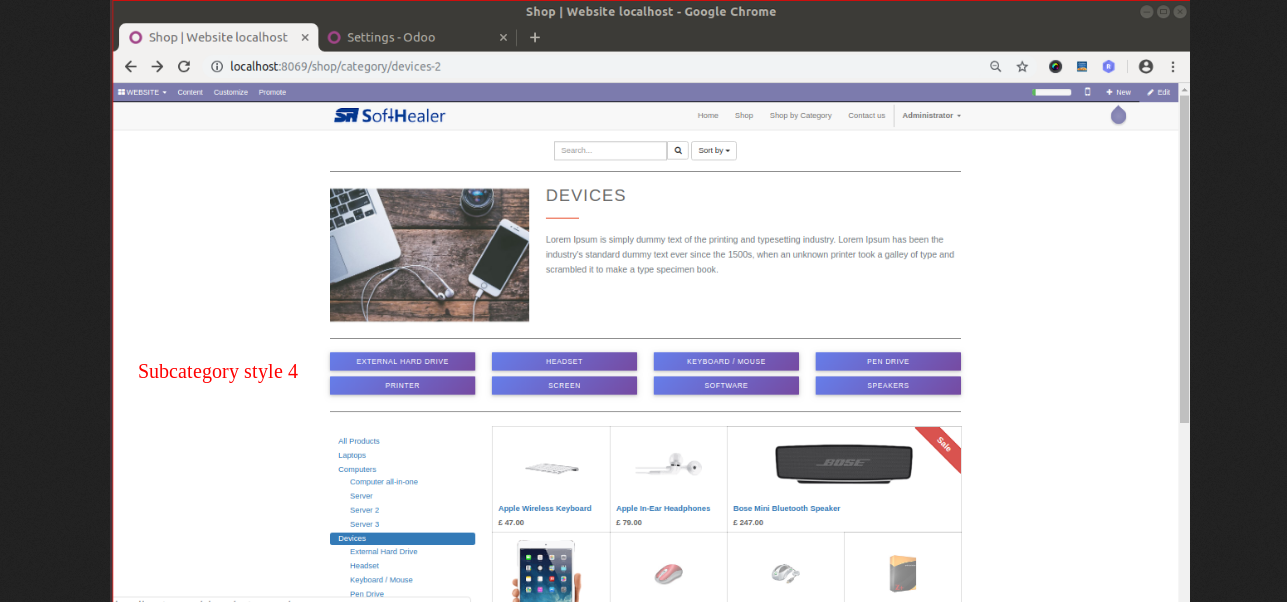 Shop | Website localhost - Google Chrome
Shop | Website localhost
Settings - Odoo
localhost:8069/shop/category/devices-2
WEBSITE
Content
Customize
Promote
New
Edit
SoftHealer
Home
Shop
Shop by Category
Contact us
Administrator
Search...
Sort by
DEVICES
Lorem Ipsum is simply dummy text of the printing and typesetting industry. Lorem Ipsum has been the
industry's standard dummy text ever since the 1500s, when an unknown printer took a galley of type and
scrambled it to make a type specimen book.
Subcategory style 4
EXTERNAL HARD DRIVE
HEADSET
KEYBOARD / MOUSE
PEN DRIVE
PRINTER
SCREEN
SOFTWARE
SPEAKERS
All Products
Laptops
Computers
Computer all-in-one
Server
Server 2
Server 3
Devices
External Hard Drive
Headset
Keyboard / Mouse
Pen Drive
Apple Wireless Keyboard
£ 47.00
Apple In-Ear Headphones
£ 79.00
BOSE
Sale
Bose Mini Bluetooth Speaker
£ 247.00